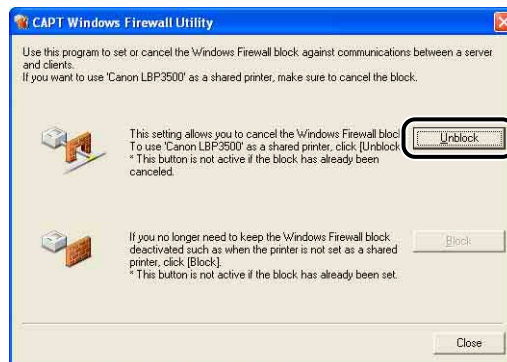 CAPT Windows Firewall Utility
Use this program to set or cancel the Windows Firewall block against communications between a server
and clients.
If you want to use 'Canon LBP3500' as a shared printer, make sure to cancel the block.
This setting allows you to cancel the Windows Firewall bloc
To use 'Canon LBP3500' as a shared printer, click [Unblock
* This button is not active if the block has already been
canceled.
Unblock
If you no longer need to keep the Windows Firewall block
deactivated such as when the printer is not set as a shared
printer, click [Block].
* This button is not active if the block has already been set.
Block
Close